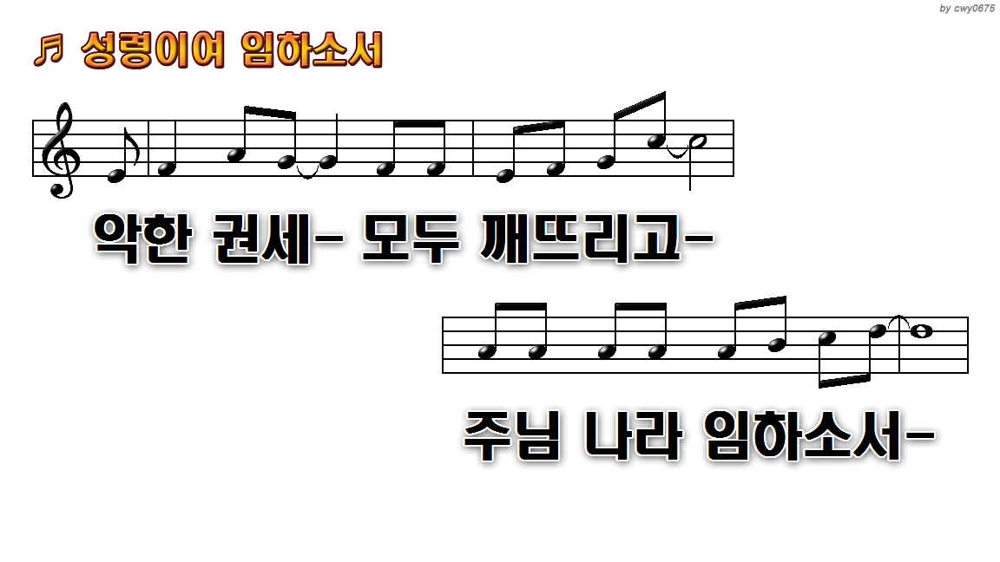 by cwy0675
♬ 성령이여 임하소서
악한 권세- 모두 깨뜨리고-
주님 나라 임하소서-